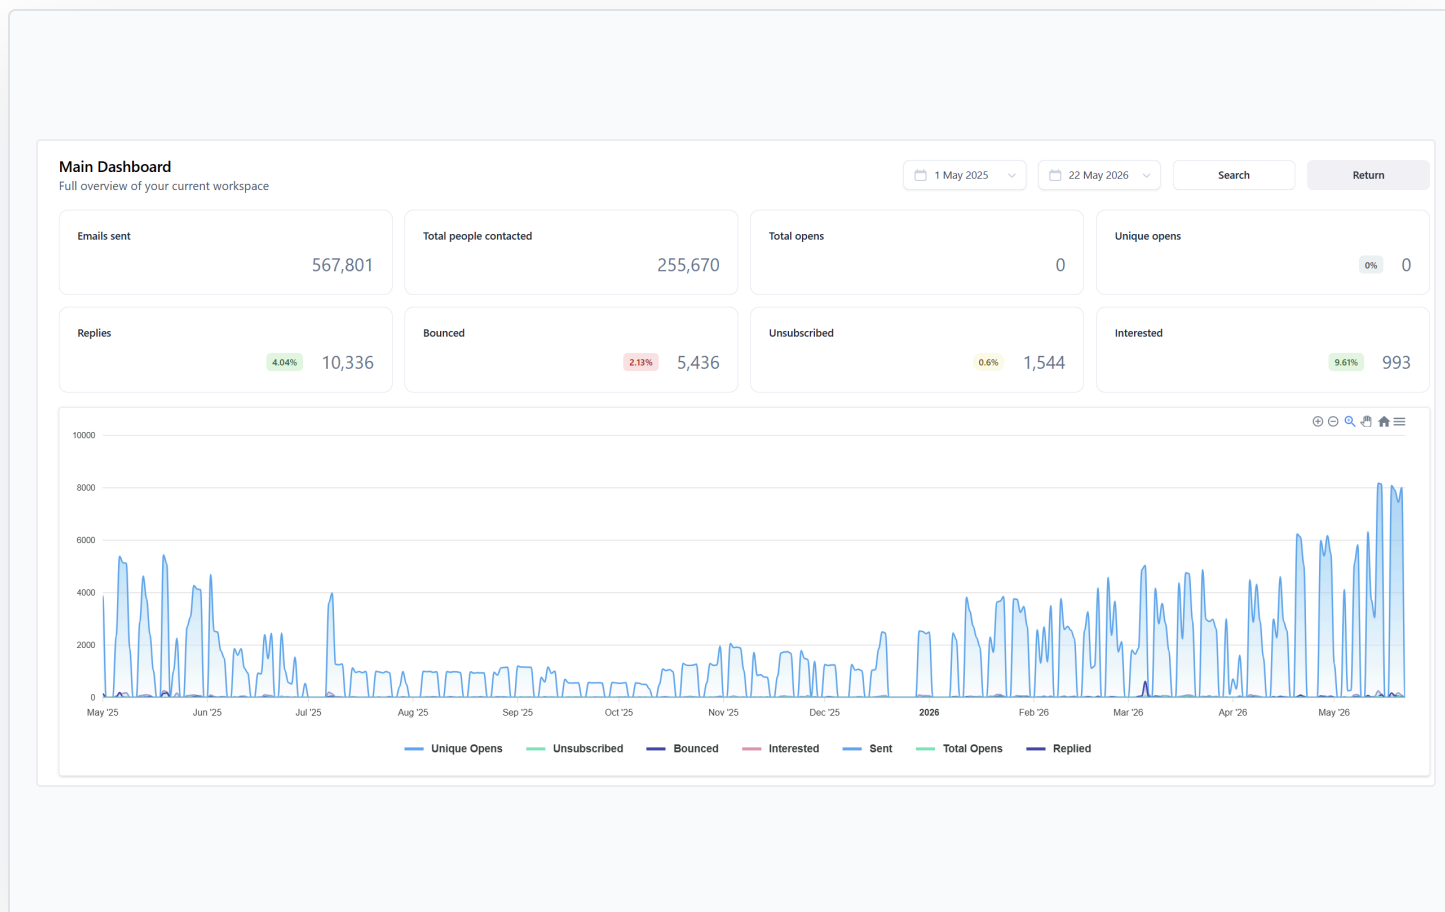 Main Dashboard
Full overview of your current workspace
1 May 2025
22 May 2026
Search
Return
Emails sent
567,801
Total people contacted
255,670
Total opens
0
Unique opens
0% 0
Replies
4.04% 10,336
Bounced
2.13% 5,436
Unsubscribed
0.6% 1,544
Interested
9.61% 993
10000
8000
6000
4000
2000
0
May '25 Jun '25 Jul '25 Aug '25 Sep '25 Oct '25 Nov '25 Dec '25 2026 Feb '26 Mar '26 Apr '26 May '26
Unique Opens Unsubscribed Bounced Interested Sent Total Opens Replied